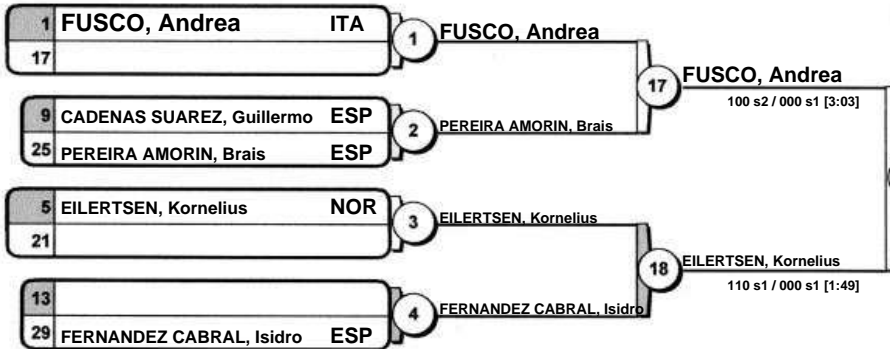 1 FUSCO, Andrea ITA
17
1 FUSCO, Andrea
9 CADENAS SUAREZ, Guillermo ESP
25 PEREIRA AMORIN, Brais ESP
2 PEREIRA AMORIN, Brais
17 FUSCO, Andrea
100 s2 / 000 s1 [3:03]
5 EILERTSEN, Kornelius NOR
21
3 EILERTSEN, Kornelius
13
29 FERNANDEZ CABRAL, Isidro ESP
4 FERNANDEZ CABRAL, Isidro
18 EILERTSEN, Kornelius
110 s1 / 000 s1 [1:49]